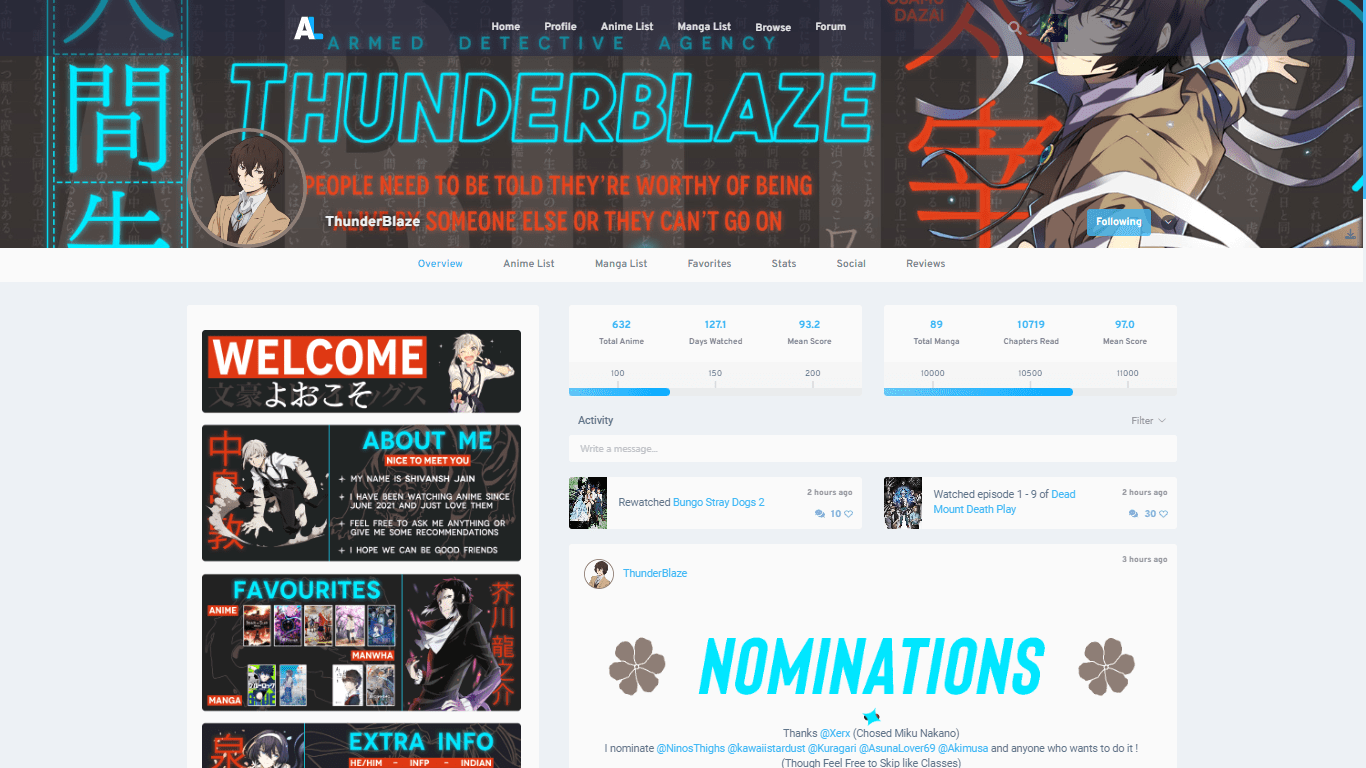 AL
Home Profile Anime List Manga List Browse Forum
OSAMU
DAZAI
ARMED DETECTIVE AGENCY
THUNDERBLAZE
人
間
失
太
宰
PEOPLE NEED TO BE TOLD THEY'RE WORTHY OF BEING
ALIVE BY SOMEONE ELSE OR THEY CAN'T GO ON
ThunderBlaze
Following
Overview Anime List Manga List Favorites Stats Social Reviews
WELCOME
よおこそ
ABOUT ME
NICE TO MEET YOU
+ MY NAME IS SHIVANSH JAIN
+ I HAVE BEEN WATCHING ANIME SINCE
JUNE 2021 AND JUST LOVE THEM
+ FEEL FREE TO ASK ME ANYTHING OR
GIVE ME SOME RECOMMENDATIONS
+ I HOPE WE CAN BE GOOD FRIENDS
中島敦
FAVOURITES
ANIME
MANWHA
MANGA
芥川 龍之介
泉
EXTRA INFO
HE/HIM - INFP - INDIAN
632 127.1 93.2
Total Anime Days Watched Mean Score
100 150 200
89 10719 97.0
Total Manga Chapters Read Mean Score
10000 10500 11000
Activity
Filter
Write a message...
Rewatched Bungo Stray Dogs 2
2 hours ago
10
Watched episode 1 - 9 of Dead
Mount Death Play
2 hours ago
30
ThunderBlaze
3 hours ago
NOMINATIONS
Thanks @Xerx (Chosed Miku Nakano)
I nominate @NinosThighs @kawaiistardust @Kuragari @AsunaLover69 @Akimusa and anyone who wants to do it !
(Though Feel Free to Skip like Classes)